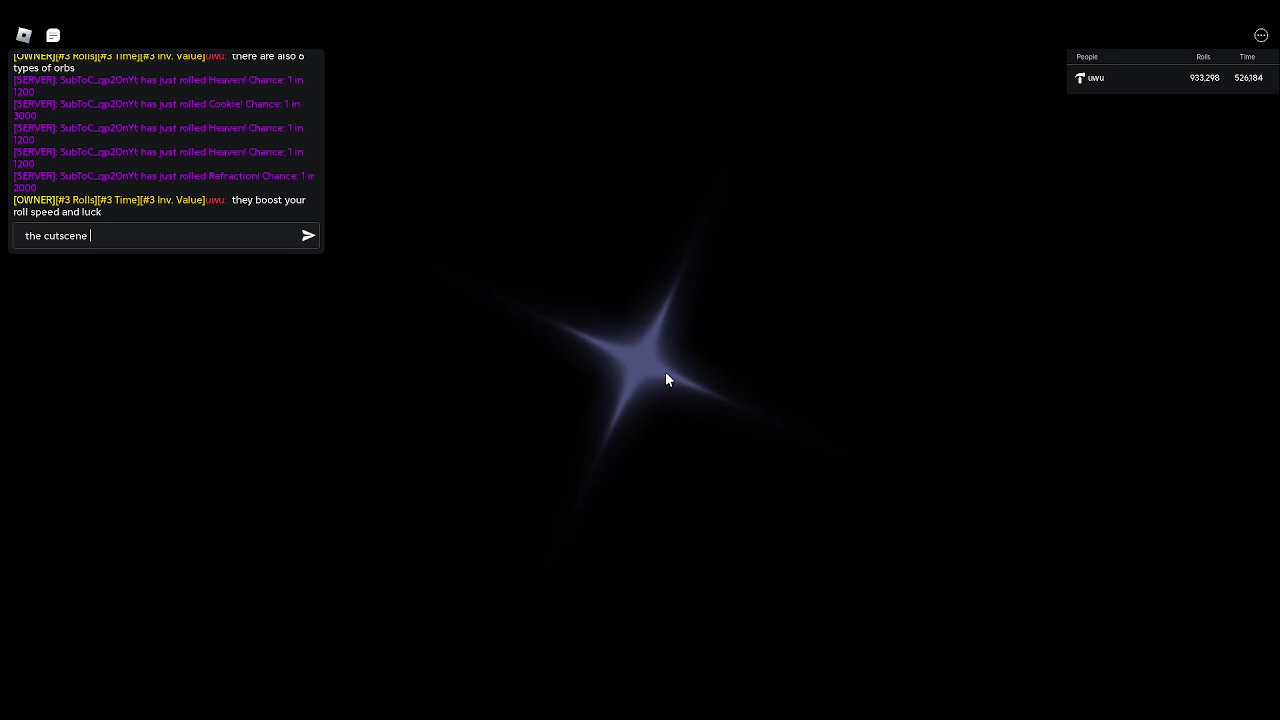 [OWNER][#3 Rolls][#3 Time][#3 Inv. Value]uwu: there are also 6
types of orbs
[SERVER]: SubToC_qp2OnYt has just rolled Heaven! Chance: 1 in
1200
[SERVER]: SubToC_qp2OnYt has just rolled Cookie! Chance: 1 in
3000
[SERVER]: SubToC_qp2OnYt has just rolled Heaven! Chance: 1 in
1200
[SERVER]: SubToC_qp2OnYt has just rolled Heaven! Chance: 1 in
1200
[SERVER]: SubToC_qp2OnYt has just rolled Refraction! Chance: 1 in
2000
[OWNER][#3 Rolls][#3 Time][#3 Inv. Value]uwu: they boost your
roll speed and luck
the cutscene
People Rolls Time
uwu 933,298 526,184